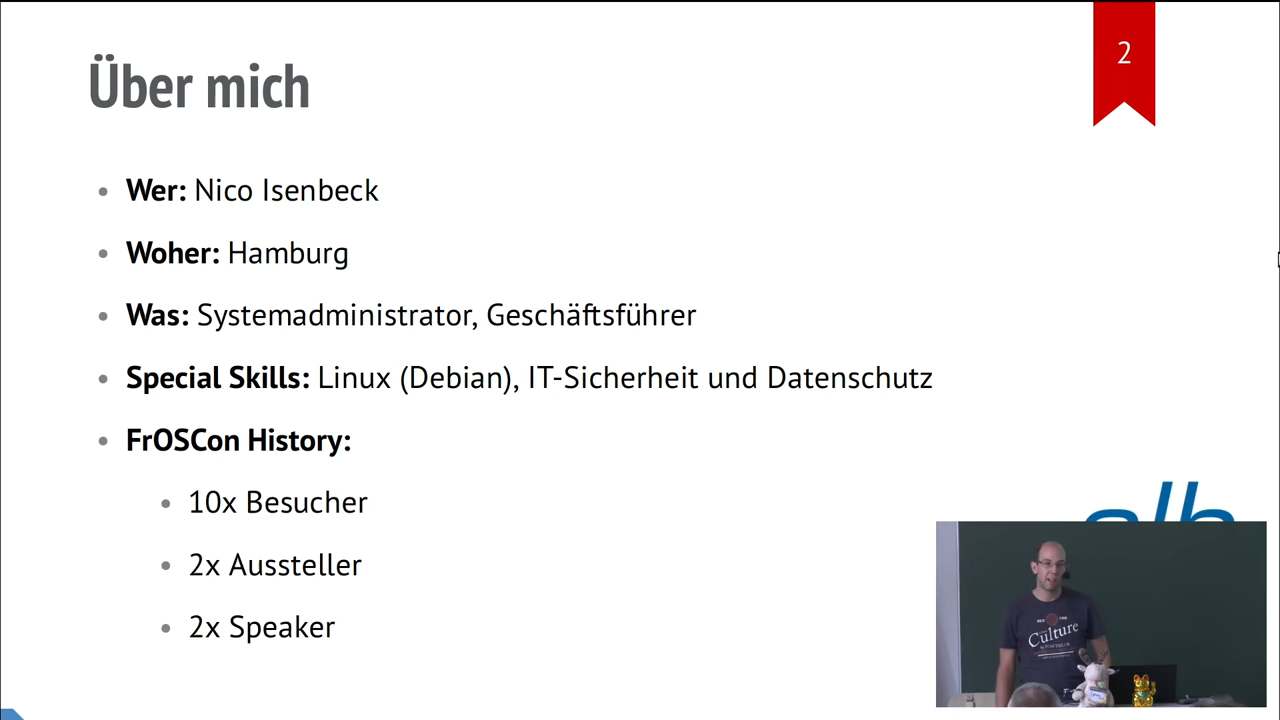 Über mich
2
Wer: Nico Isenbeck
Woher: Hamburg
Was: Systemadministrator, Geschäftsführer
Special Skills: Linux (Debian), IT-Sicherheit und Datenschutz
FrOSCon History:
10x Besucher
2x Aussteller
2x Speaker
Culture